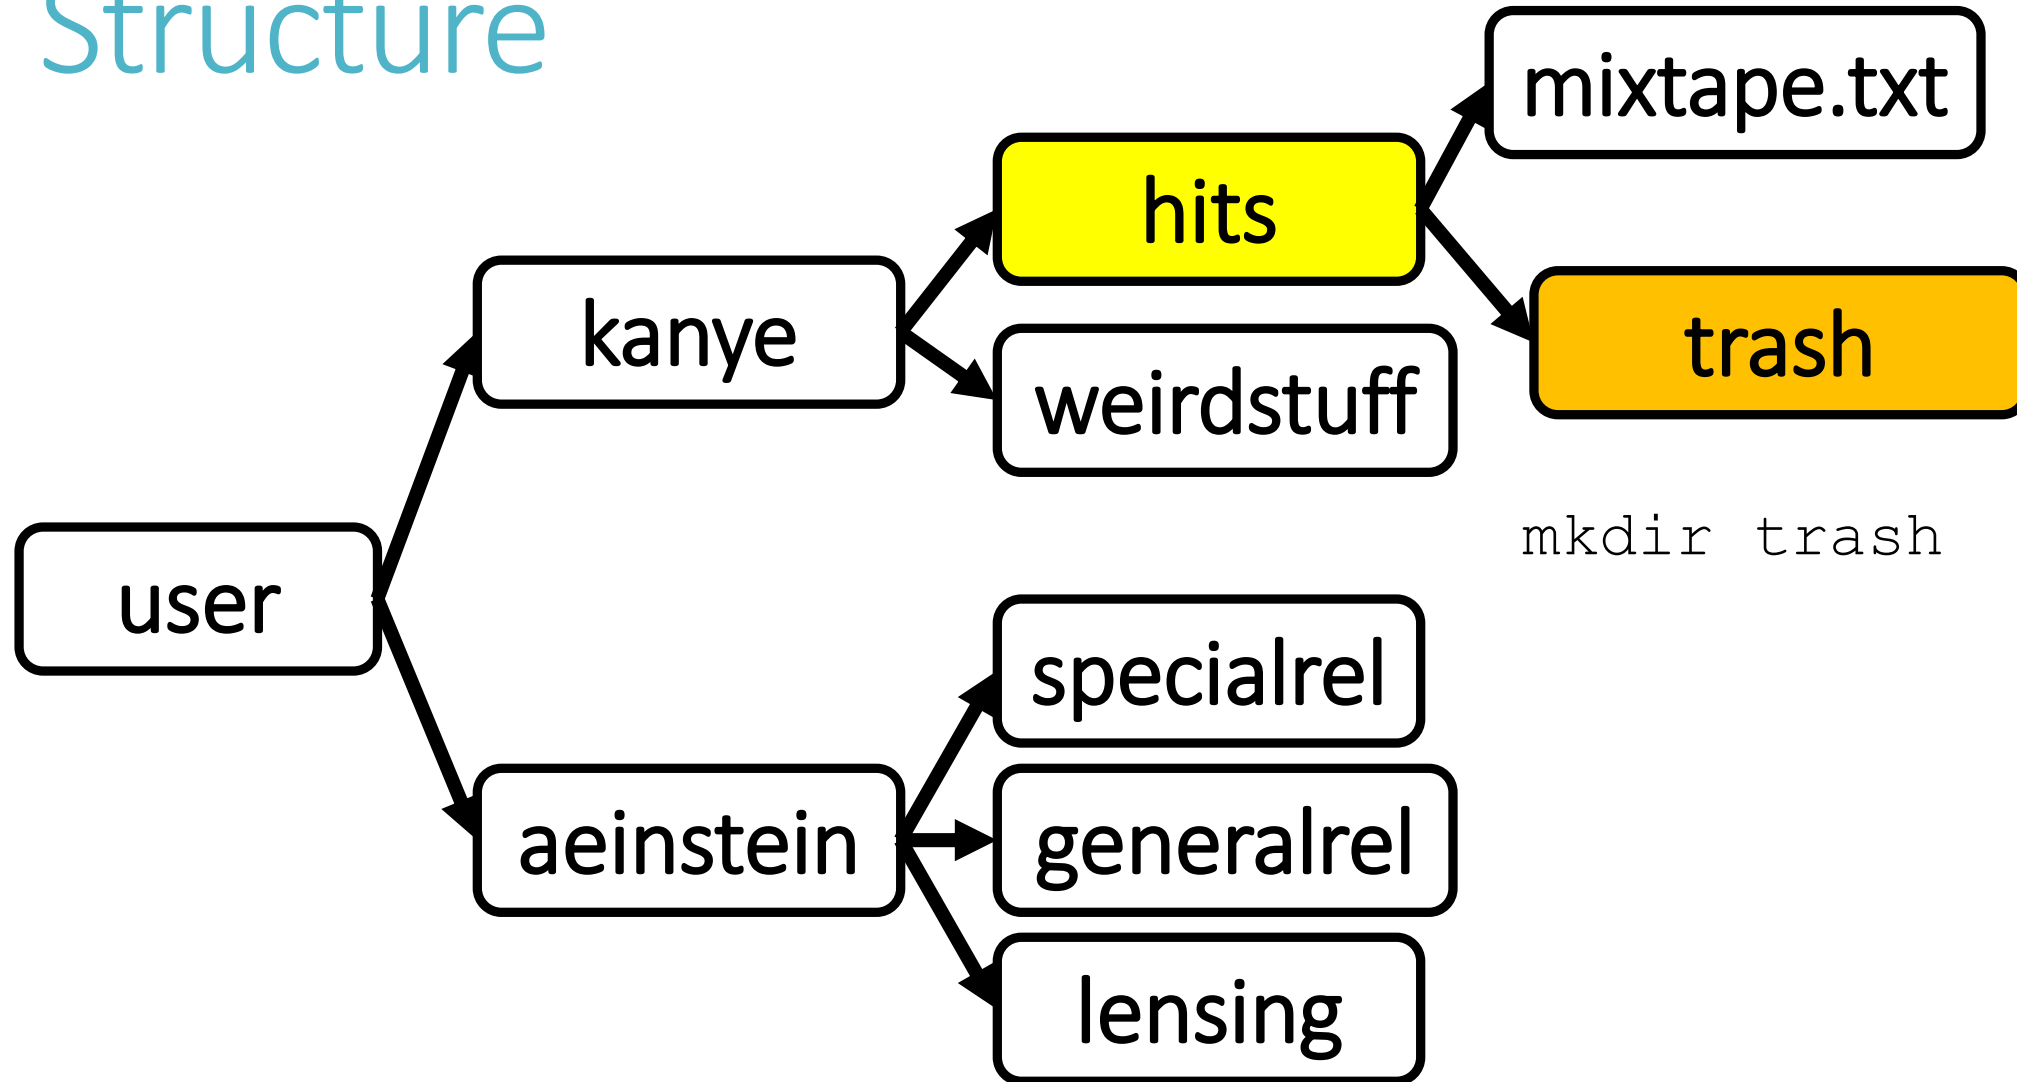 Structure
mixtape.txt
hits
trash
kanye
weirdstuff
mkdir trash
user
specialrel
aeinstein
generalrel
lensing